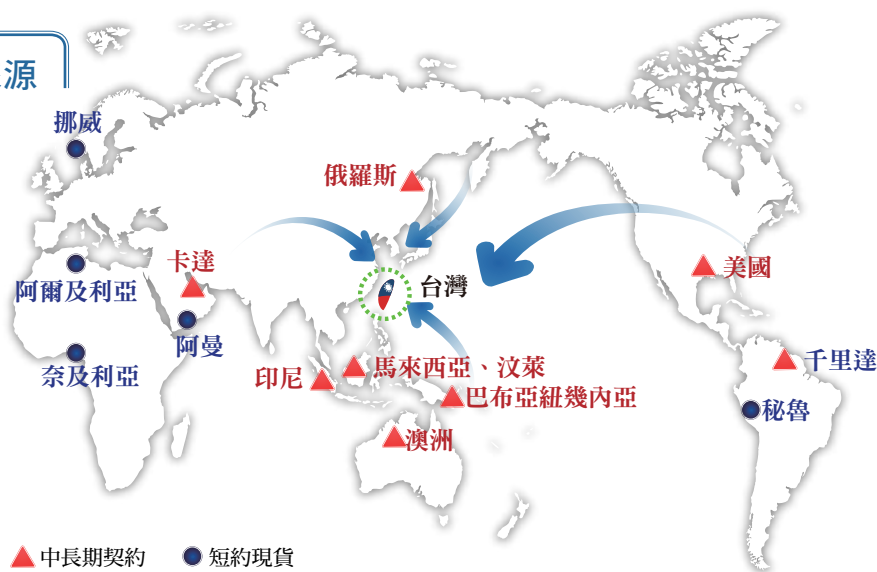 源
挪威
俄羅斯
卡達
美國
台灣
阿爾及利亞
阿曼
奈及利亞
印尼
馬來西亞、汶萊
千里達
巴布亞紐幾內亞
秘魯
澳洲
中長期契約
短約現貨